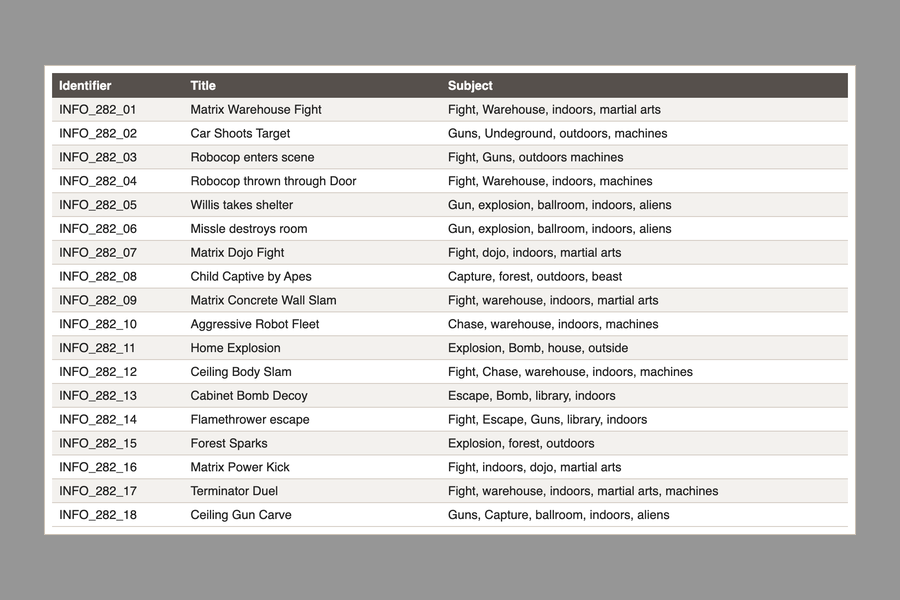 Identifier Title Subject
INFO_282_01 Matrix Warehouse Fight Fight, Warehouse, indoors, martial arts
INFO_282_02 Car Shoots Target Guns, Undeground, outdoors, machines
INFO_282_03 Robocop enters scene Fight, Guns, outdoors machines
INFO_282_04 Robocop thrown through Door Fight, Warehouse, indoors, machines
INFO_282_05 Willis takes shelter Gun, explosion, ballroom, indoors, aliens
INFO_282_06 Missle destroys room Gun, explosion, ballroom, indoors, aliens
INFO_282_07 Matrix Dojo Fight Fight, dojo, indoors, martial arts
INFO_282_08 Child Captive by Apes Capture, forest, outdoors, beast
INFO_282_09 Matrix Concrete Wall Slam Fight, warehouse, indoors, martial arts
INFO_282_10 Aggressive Robot Fleet Chase, warehouse, indoors, machines
INFO_282_11 Home Explosion Explosion, Bomb, house, outside
INFO_282_12 Ceiling Body Slam Fight, Chase, warehouse, indoors, machines
INFO_282_13 Cabinet Bomb Decoy Escape, Bomb, library, indoors
INFO_282_14 Flamethrower escape Fight, Escape, Guns, library, indoors
INFO_282_15 Forest Sparks Explosion, forest, outdoors
INFO_282_16 Matrix Power Kick Fight, indoors, dojo, martial arts
INFO_282_17 Terminator Duel Fight, warehouse, indoors, martial arts, machines
INFO_282_18 Ceiling Gun Carve Guns, Capture, ballroom, indoors, aliens